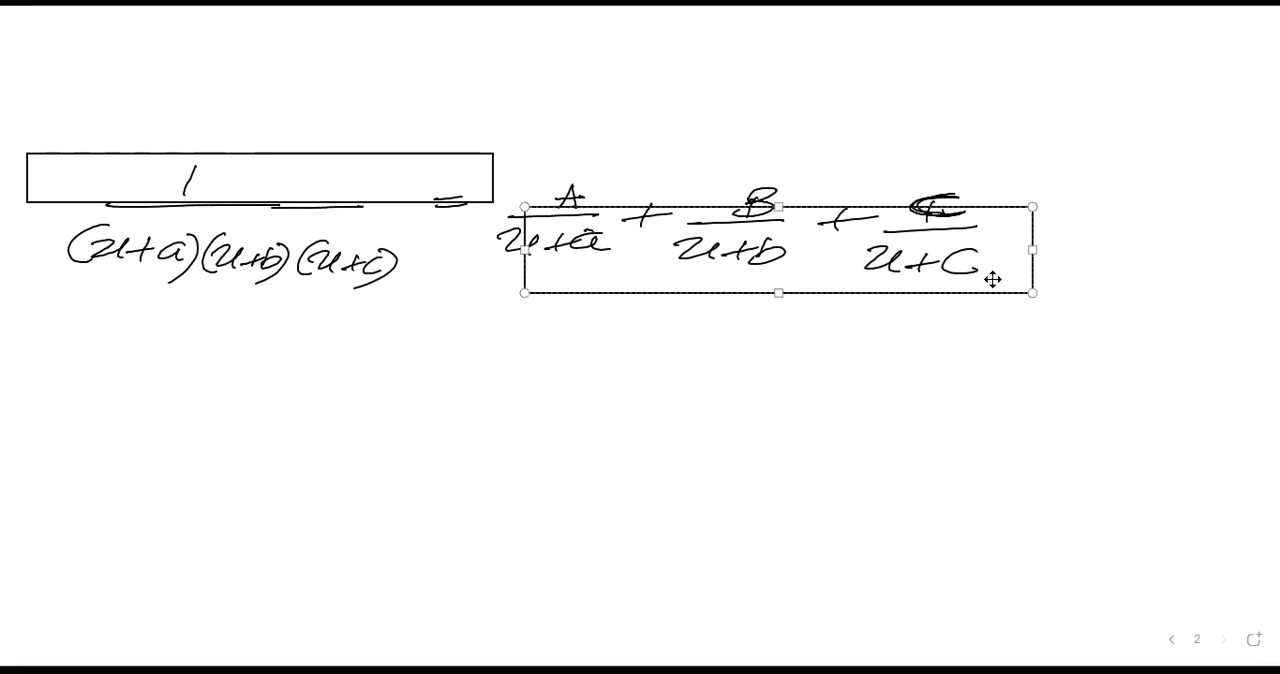 1 / (x+a)(x+b)(x+c) = A / x+a + B / x+b + C / x+c
2